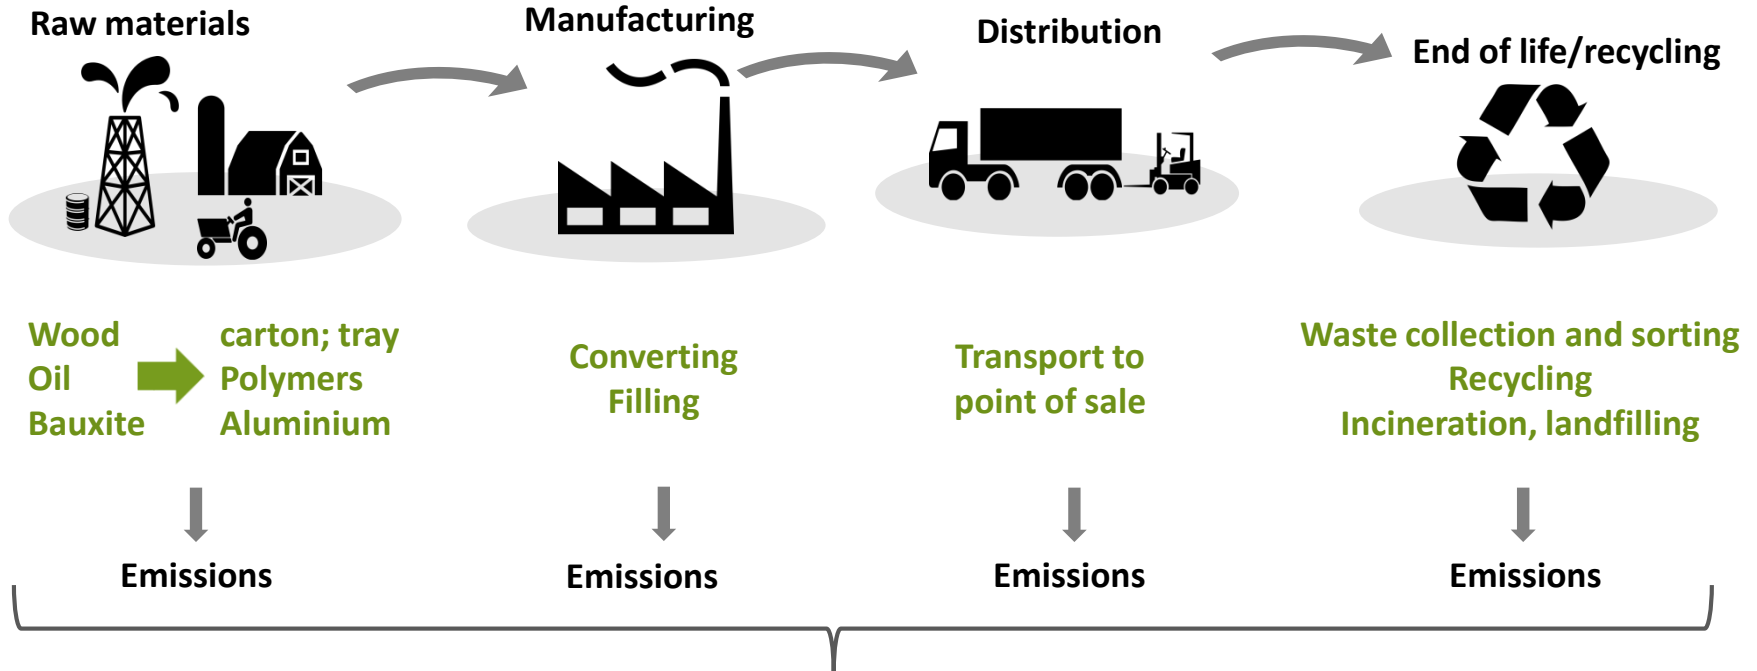 Raw materials
Manufacturing
Distribution
End of life/recycling
Wood
Oil
Bauxite
carton; tray
Polymers
Aluminium
Converting
Filling
Transport to
point of sale
Waste collection and sorting
Recycling
Incineration, landfilling
Emissions
Emissions
Emissions
Emissions